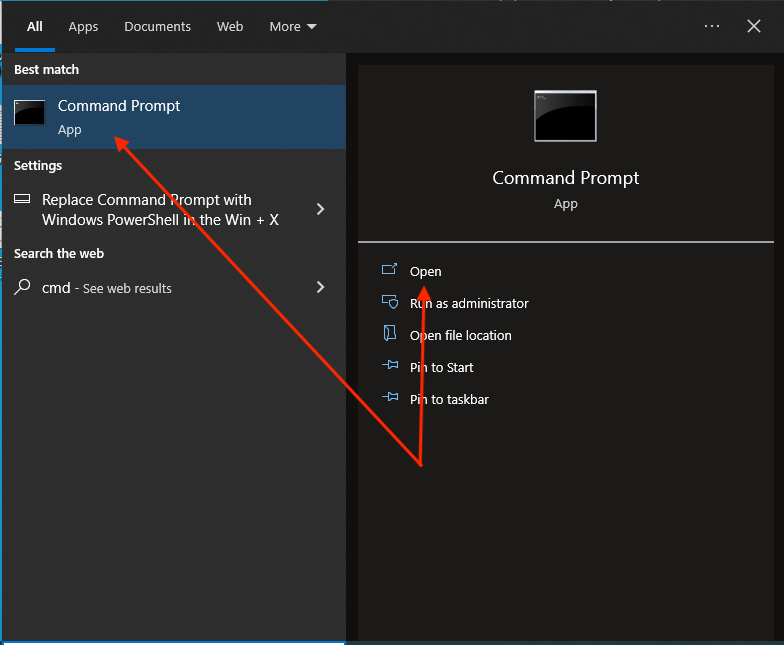 All Apps Documents Web More
Best match
Command Prompt
App
Settings
Replace Command Prompt with
Windows PowerShell in the Win + X
Search the web
cmd - See web results
Command Prompt
App
Open
Run as administrator
Open file location
Pin to Start
Pin to taskbar